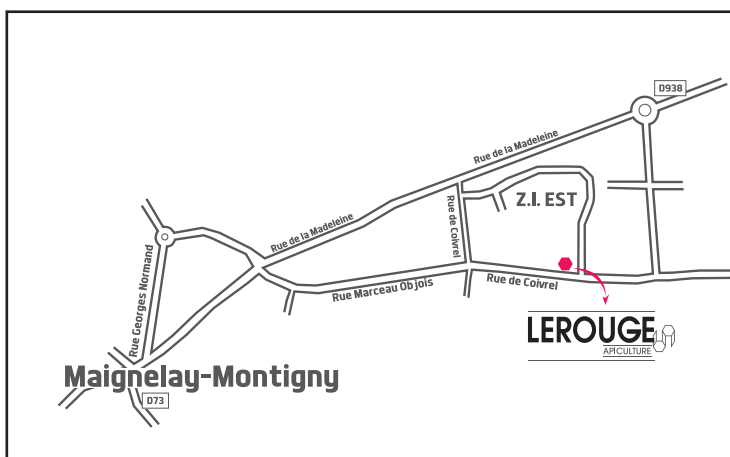 D938
Rue de la Madeleine
Z.I. EST
Rue de Coivrel
Rue de la Madeleine
Rue Georges Normand
Rue Marceau Objois
Rue de Coivrel
LEROUGE
APICULTURE
Maignelay-Montigny
D73